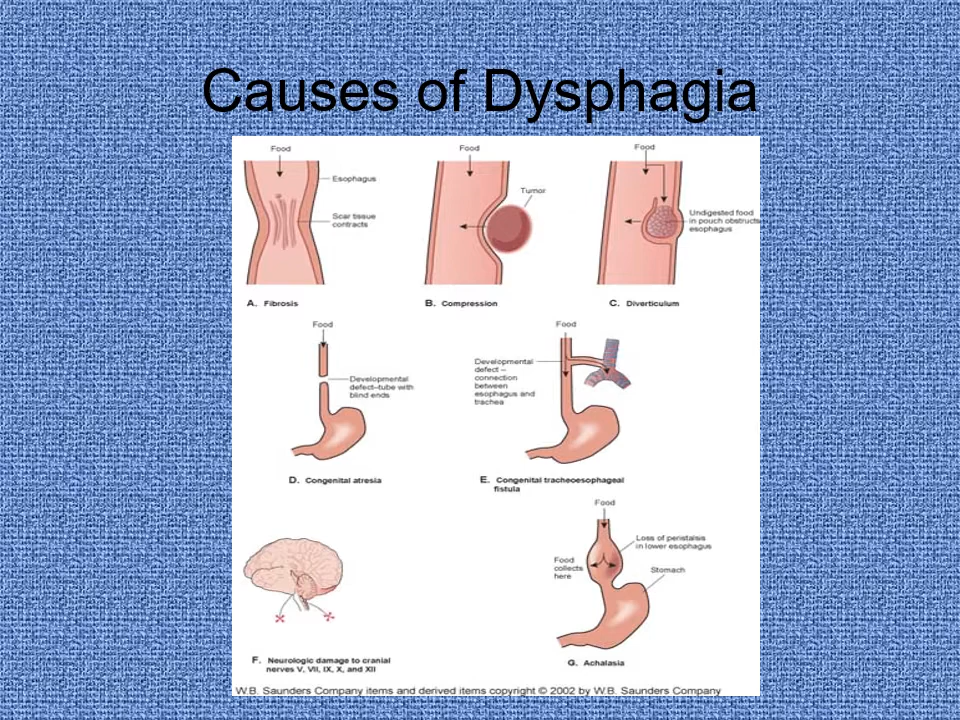 Causes of Dysphagia
Food
Esophagus
Scar tissue
contracts
A. Fibrosis
Food
Tumor
B. Compression
Food
Undigested food
in pouch obstructs
esophagus
C. Diverticulum
Food
Developmental
defect–tube with
blind ends
D. Congenital atresia
Food
Developmental
defect –
connection
between
esophagus and
trachea
E. Congenital tracheoesophageal
fistula
F. Neurologic damage to cranial
nerves V, VII, IX, X, and XII
Food
Loss of peristalsis
in lower esophagus
Food
collects
here
Stomach
G. Achalasia
W.B. Saunders Company items and derived items copyright © 2002 by W.B. Saunders Company